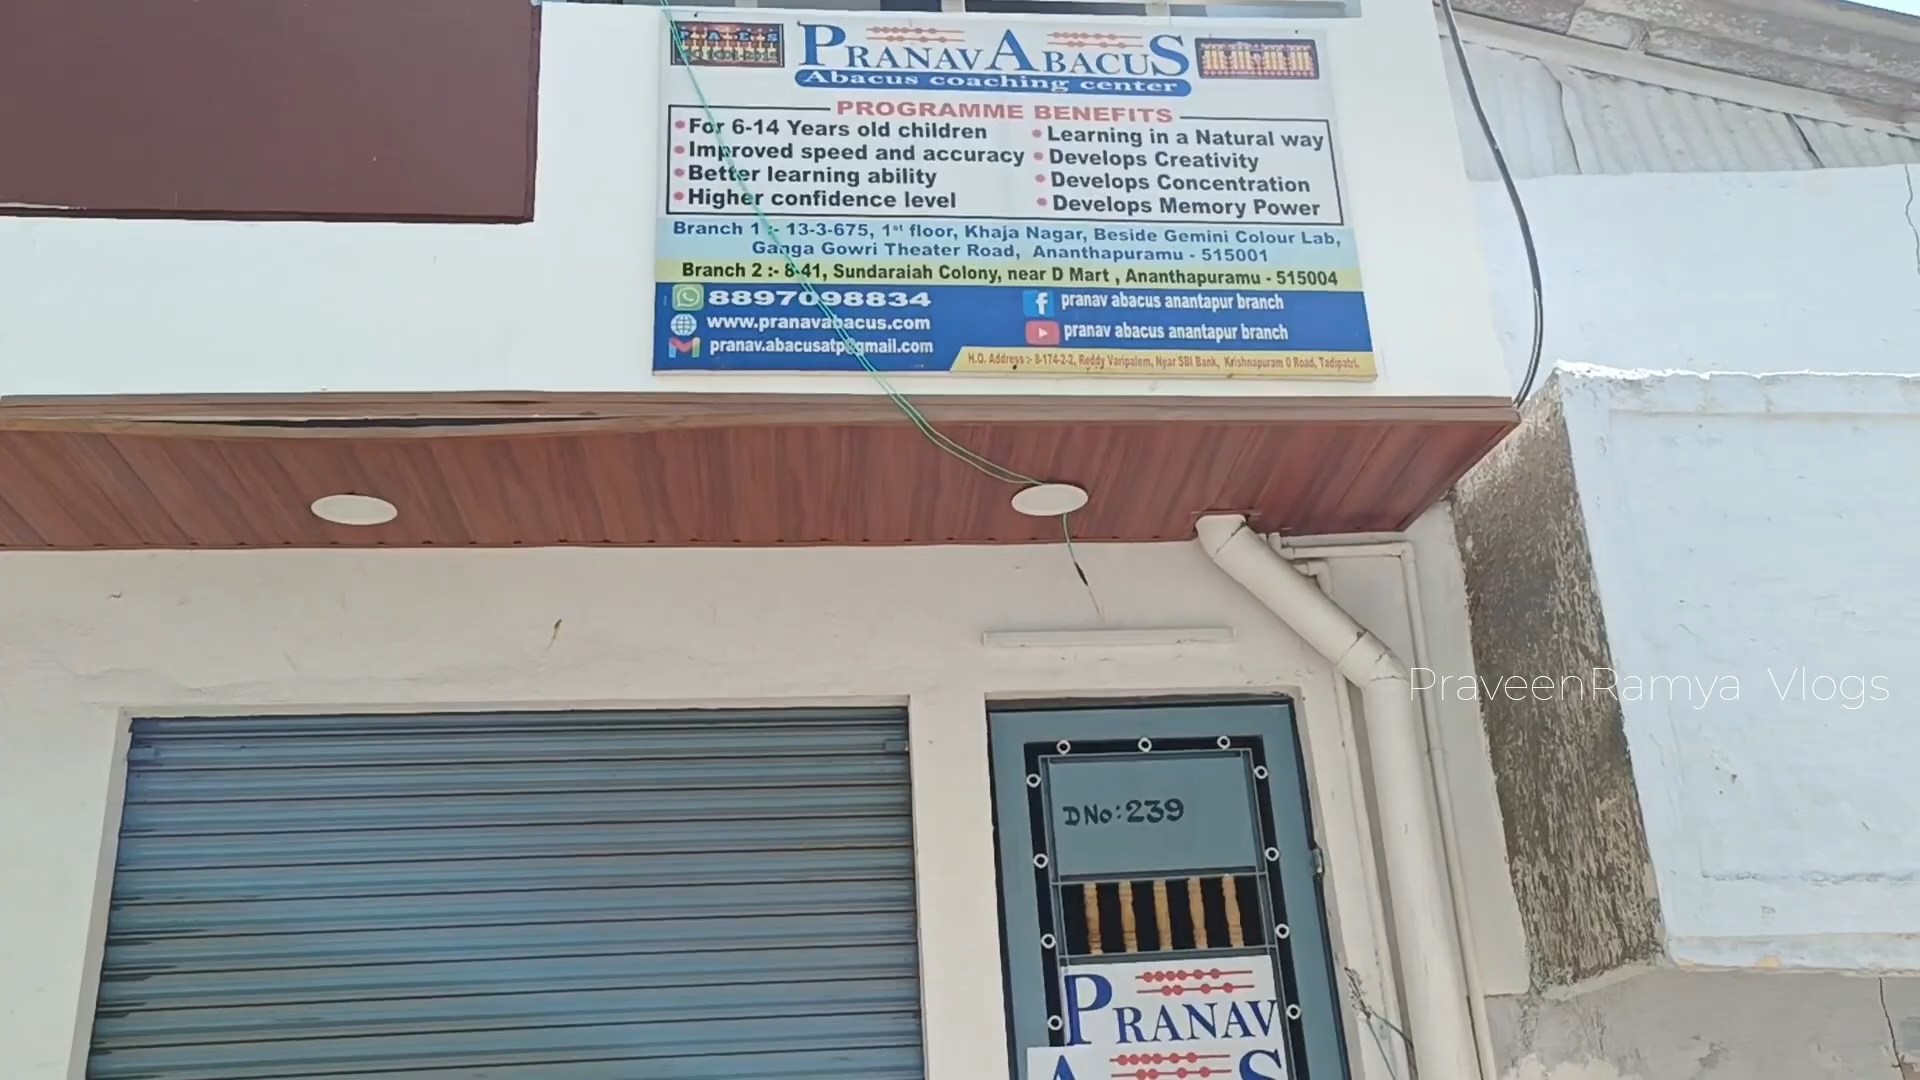 PRANAV ABACUS
Abacus coaching center
PROGRAMME BENEFITS
For 6-14 Years old children
Improved speed and accuracy
Better learning ability
Higher confidence level
Learning in a Natural way
Develops Creativity
Develops Concentration
Develops Memory Power
Branch 1 :- 13-3-675, 1st floor, Khaja Nagar, Beside Gemini Colour Lab,
Ganga Gowri Theater Road, Ananthapuramu - 515001
Branch 2 :- 8-41, Sundaraiah Colony, near D Mart , Ananthapuramu - 515004
8897098834
www.pranavabacus.com
pranav.abacusatp@gmail.com
pranav abacus anantapur branch
pranav abacus anantapur branch
H.O. Address :- 8-174-2-2, Reddy Varipalem, Near SBI Bank, Krishnapuram 0 Road, Tadipatri.
PraveenRamya Vlogs
DNo:239
PRANAV